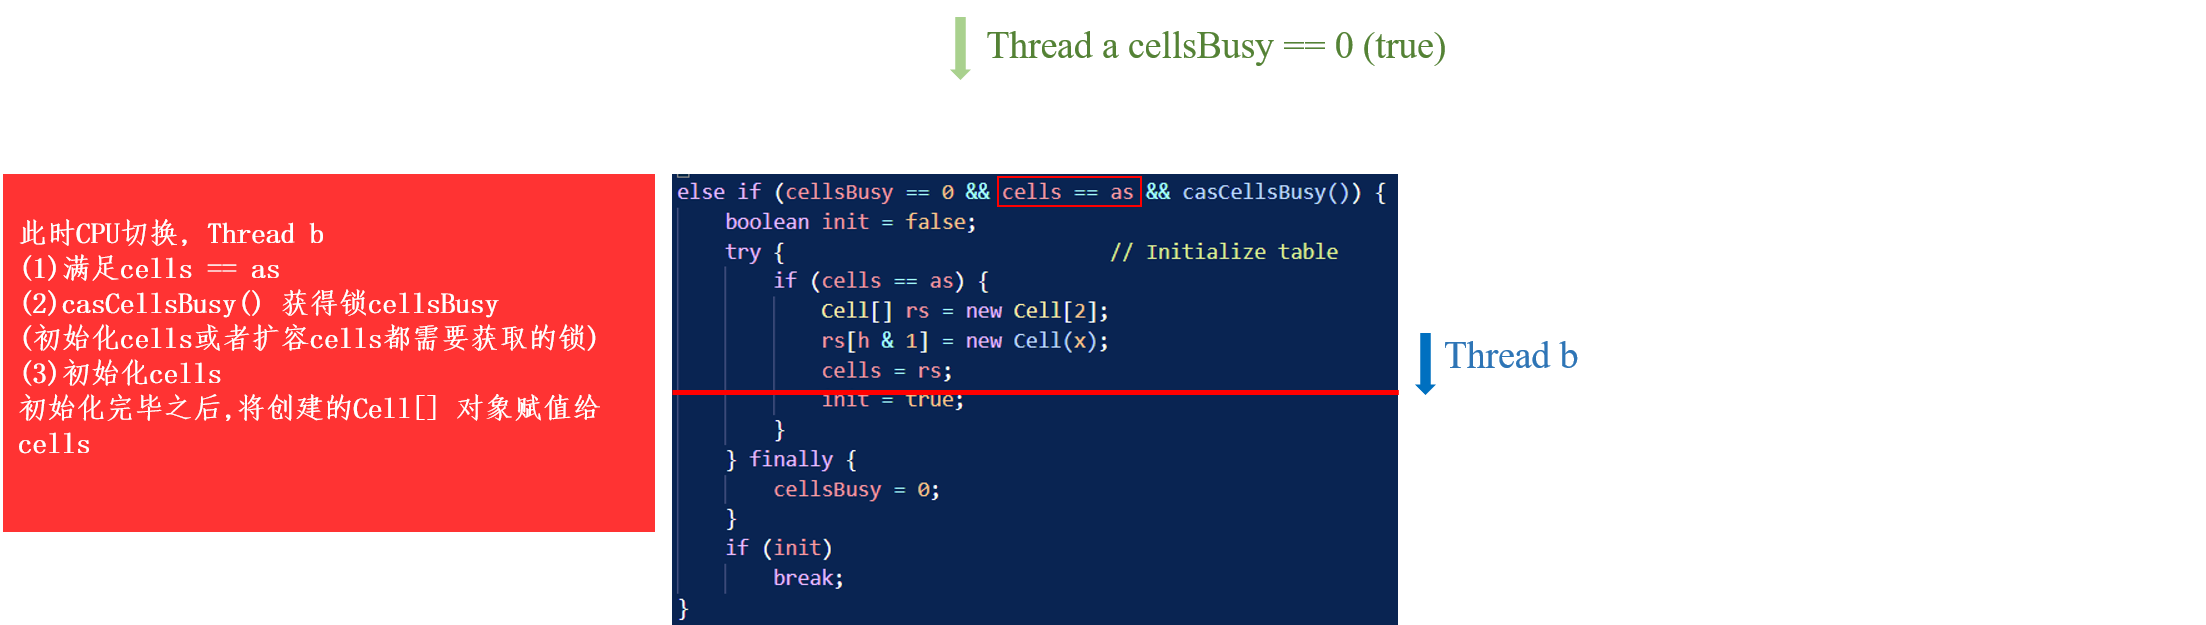 Thread a cellsBusy == 0 (true)
此时CPU切换, Thread b
(1)满足cells == as
(2)casCellsBusy() 获得锁cellsBusy
(初始化cells或者扩容cells都需要获取的锁)
(3)初始化cells
初始化完毕之后,将创建的Cell[] 对象赋值给
cells
else if (cellsBusy == 0 && cells == as && casCellsBusy()) {
boolean init = false;
try { // Initialize table
if (cells == as) {
Cell[] rs = new Cell[2];
rs[h & 1] = new Cell(x);
cells = rs;
init = true;
}
} finally {
cellsBusy = 0;
}
if (init)
break;
}
Thread b